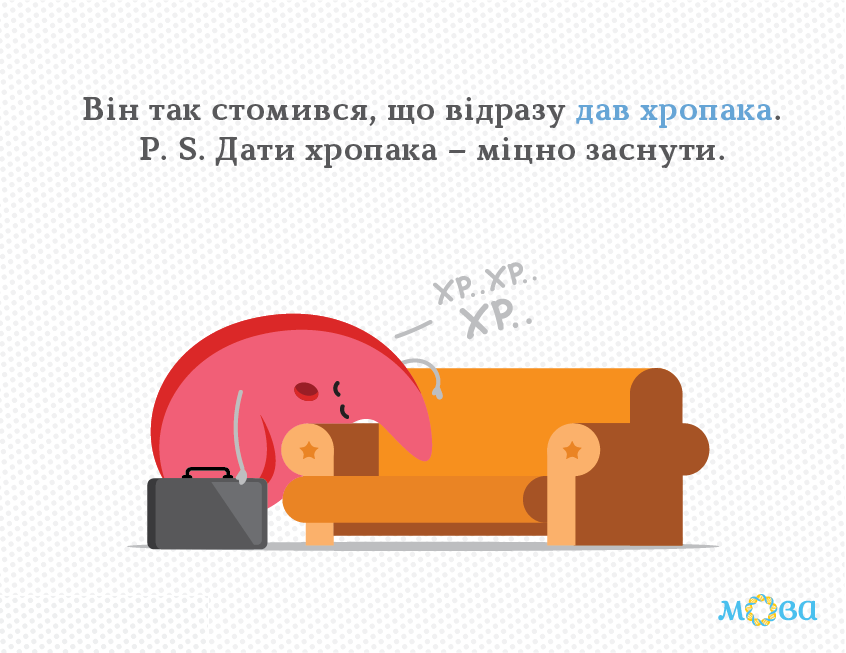 Він так стомився, що відразу дав хропака.
P. S. Дати хропака – міцно заснути.
ХР..ХР..
ХР..
мова